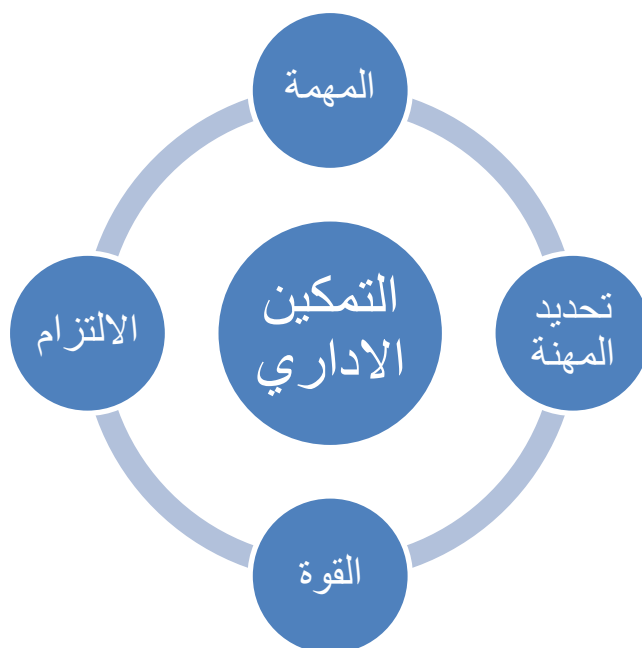 المهمة
التمكين
الاداري
تحديد
المهنة
القوة
الالتزام